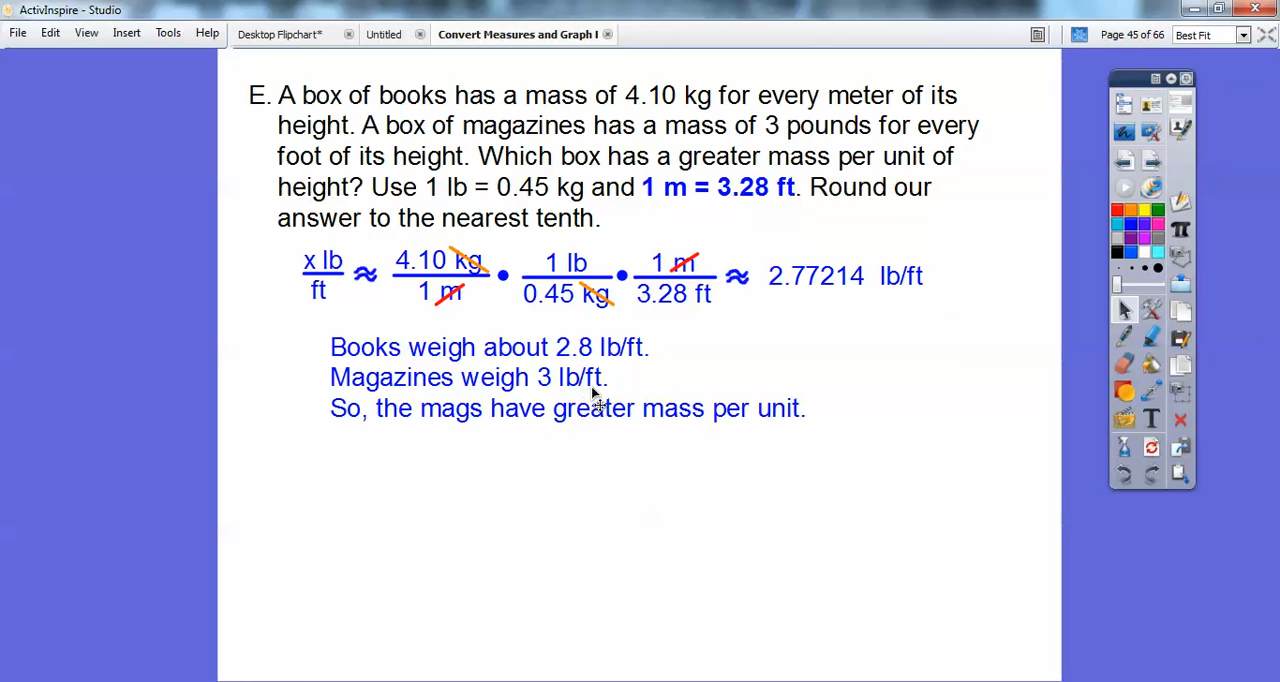 ActivInspire - Studio
File Edit View Insert Tools Help Desktop Flipchart* Untitled Convert Measures and Graph I Page 45 of 66 Best Fit
E. A box of books has a mass of 4.10 kg for every meter of its
height. A box of magazines has a mass of 3 pounds for every
foot of its height. Which box has a greater mass per unit of
height? Use 1 lb = 0.45 kg and 1 m = 3.28 ft. Round our
answer to the nearest tenth.
x lb/ft ≈ 4.10 kg/1 m • 1 lb/0.45 kg • 1 m/3.28 ft ≈ 2.77214 lb/ft
Books weigh about 2.8 lb/ft.
Magazines weigh 3 lb/ft.
So, the mags have greater mass per unit.